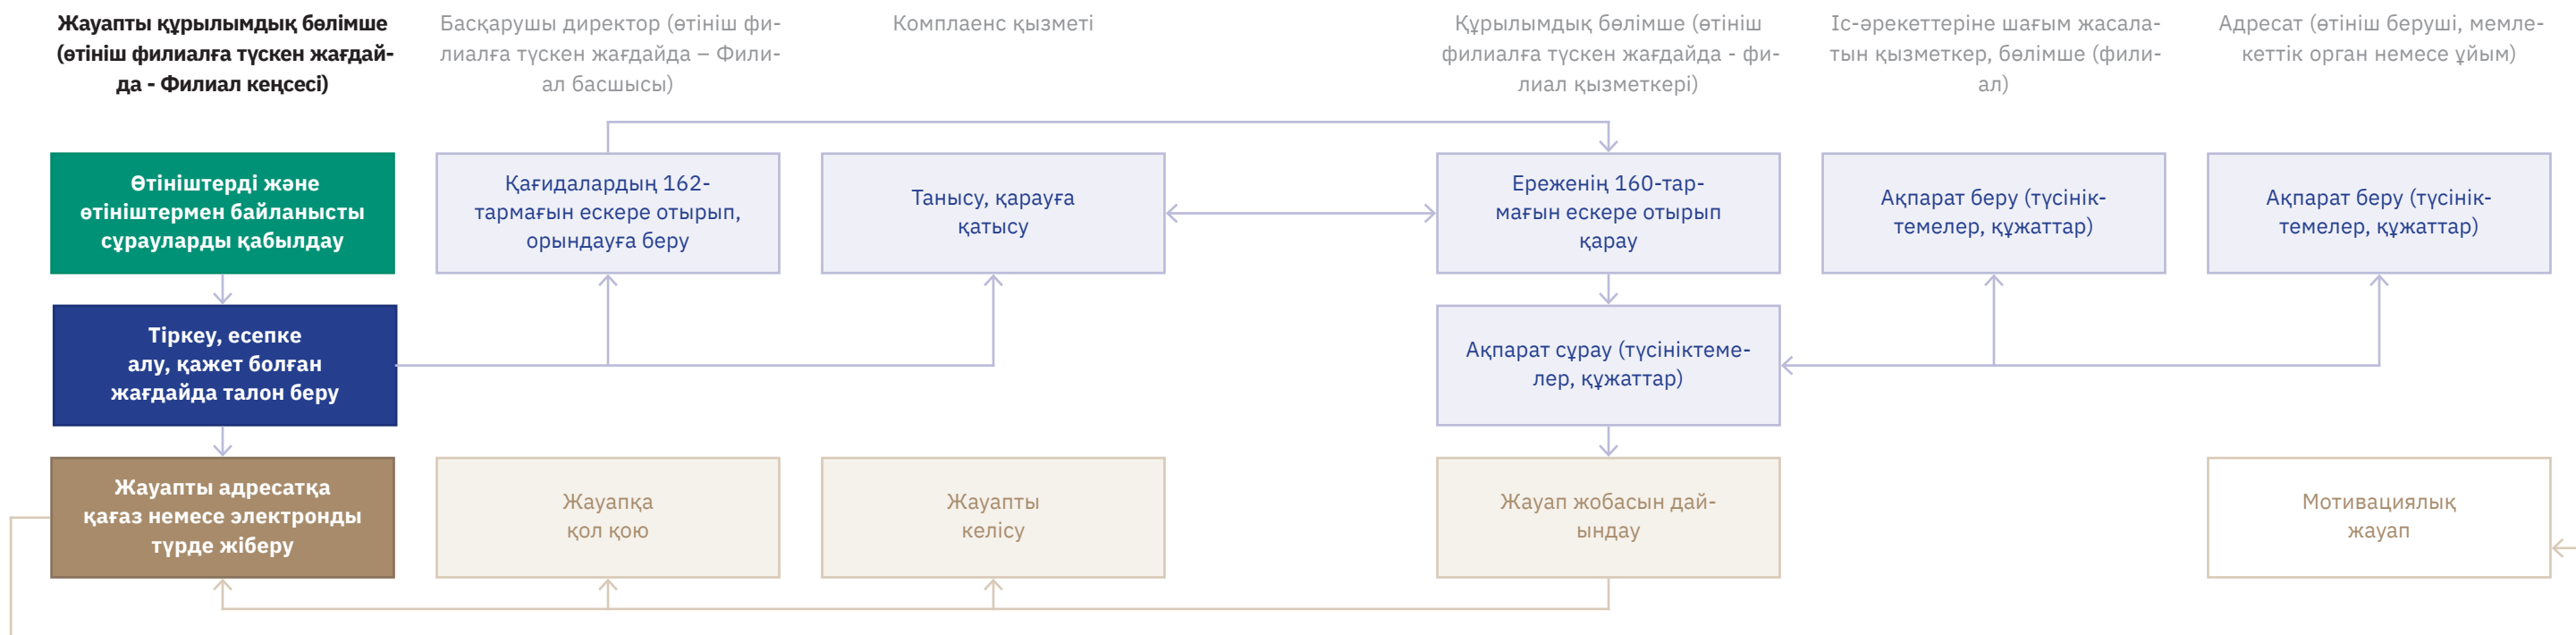 Жауапты құрылымдық бөлімше
(өтініш филиалға түскен жағдай-
да - Филиал кеңсесі)
Басқарушы директор (өтініш фи-
лиалға түскен жағдайда – Фили-
ал басшысы)
Комплаенс қызметі
Құрылымдық бөлімше (өтініш
филиалға түскен жағдайда - фи-
лиал қызметкері)
Іс-әрекеттеріне шағым жасала-
тын қызметкер, бөлімше (фили-
ал)
Адресат (өтініш беруші, мемле-
кеттік орган немесе ұйым)
Өтініштерді және
өтініштермен байланысты
сұрауларды қабылдау
Қағидалардың 162-
тармағын ескере отырып,
орындауға беру
Танысу, қарауға
қатысу
Ереженің 160-тар-
мағын ескере отырып
қарау
Ақпарат беру (түсінік-
темелер, құжаттар)
Ақпарат беру (түсінік-
темелер, құжаттар)
Тіркеу, есепке
алу, қажет болған
жағдайда талон беру
Ақпарат сұрау (түсініктеме-
лер, құжаттар)
Жауапты адресатқа
қағаз немесе электронды
түрде жіберу
Жауапқа
қол қою
Жауапты
келісу
Жауап жобасын дай-
ындау
Мотивациялық
жауап